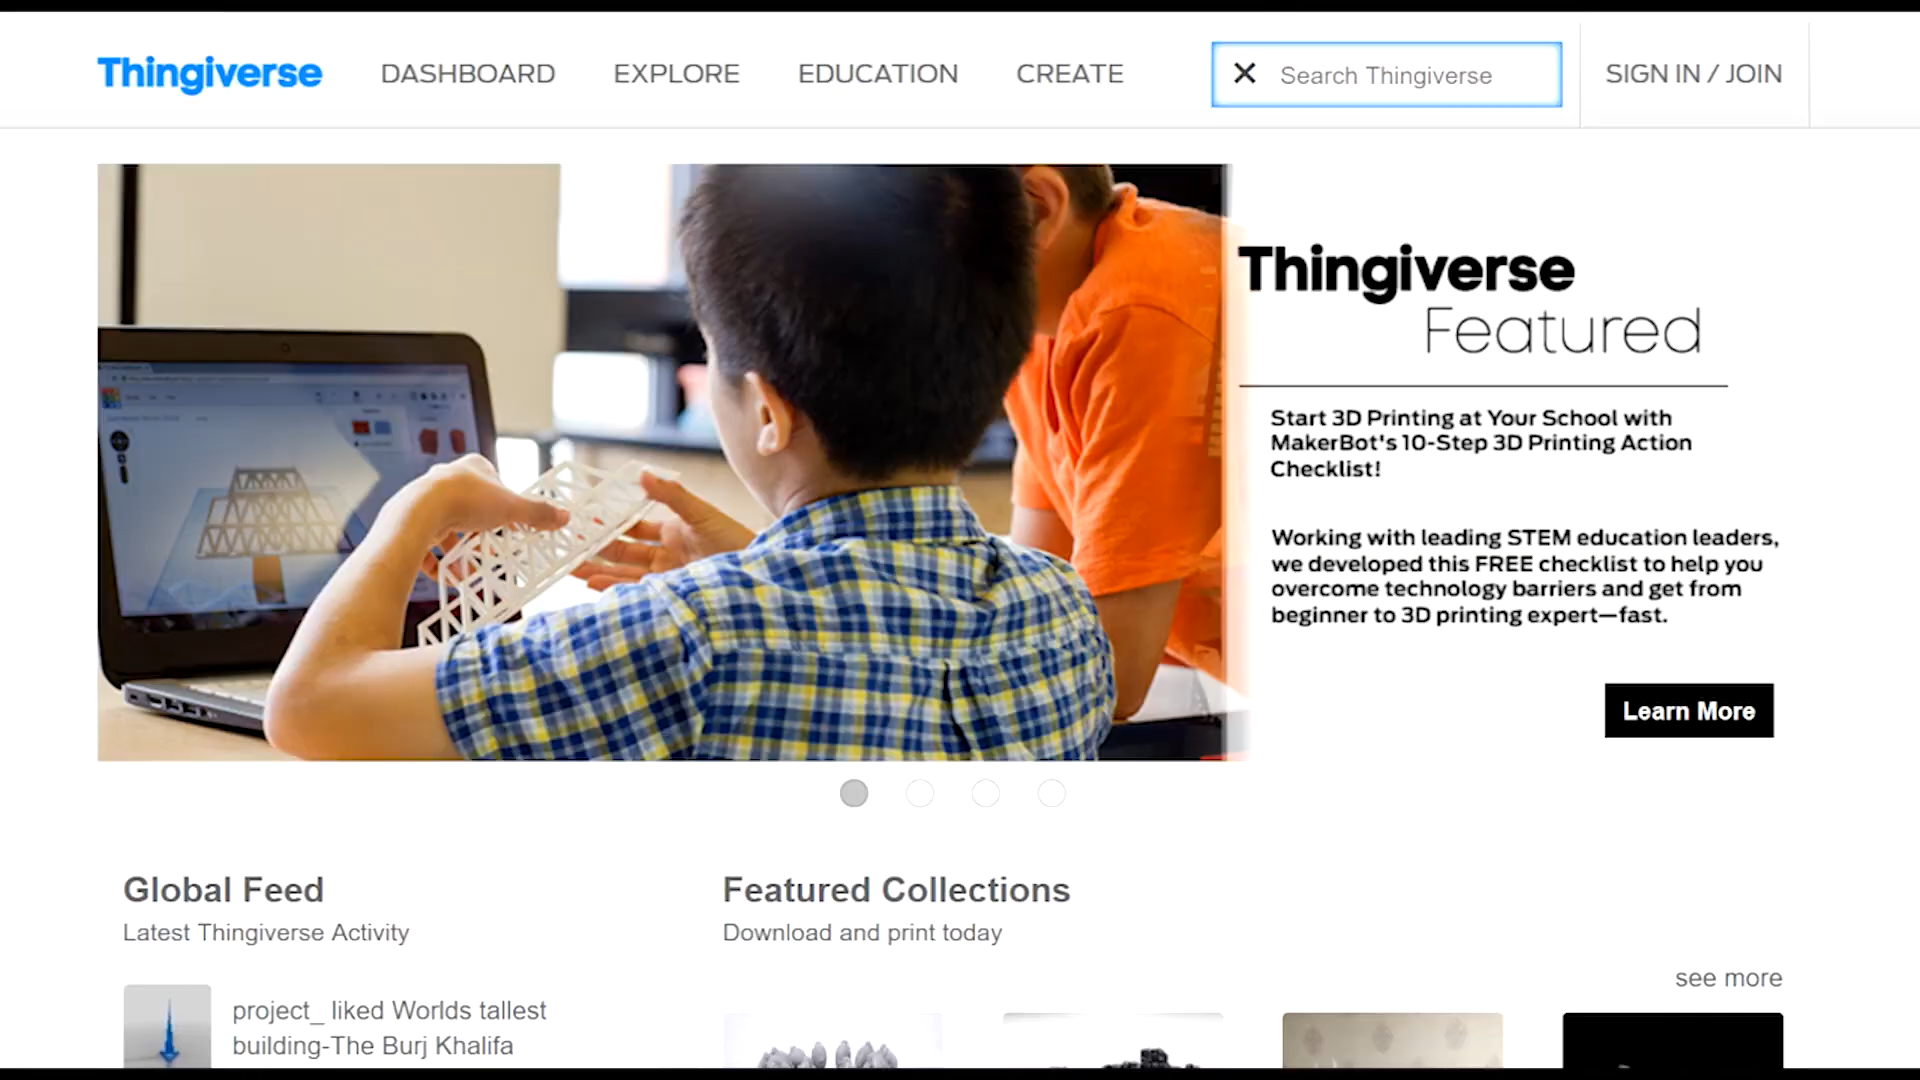 Thingiverse
DASHBOARD
EXPLORE
EDUCATION
CREATE
Search Thingiverse
SIGN IN / JOIN
Thingiverse
Featured
Start 3D Printing at Your School with
MakerBot's 10-Step 3D Printing Action
Checklist!
Working with leading STEM education leaders,
we developed this FREE checklist to help you
overcome technology barriers and get from
beginner to 3D printing expert—fast.
Learn More
Global Feed
Latest Thingiverse Activity
project_ liked Worlds tallest
building-The Burj Khalifa
Featured Collections
Download and print today
see more